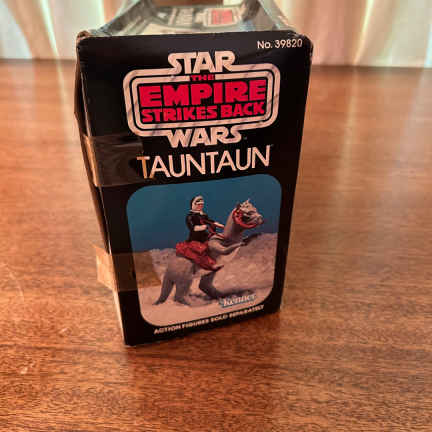 No. 39820
STAR
THE
EMPIRE
STRIKES BACK
WARS
TAUNTAUN
Kenner
ACTION FIGURES SOLD SEPARATELY